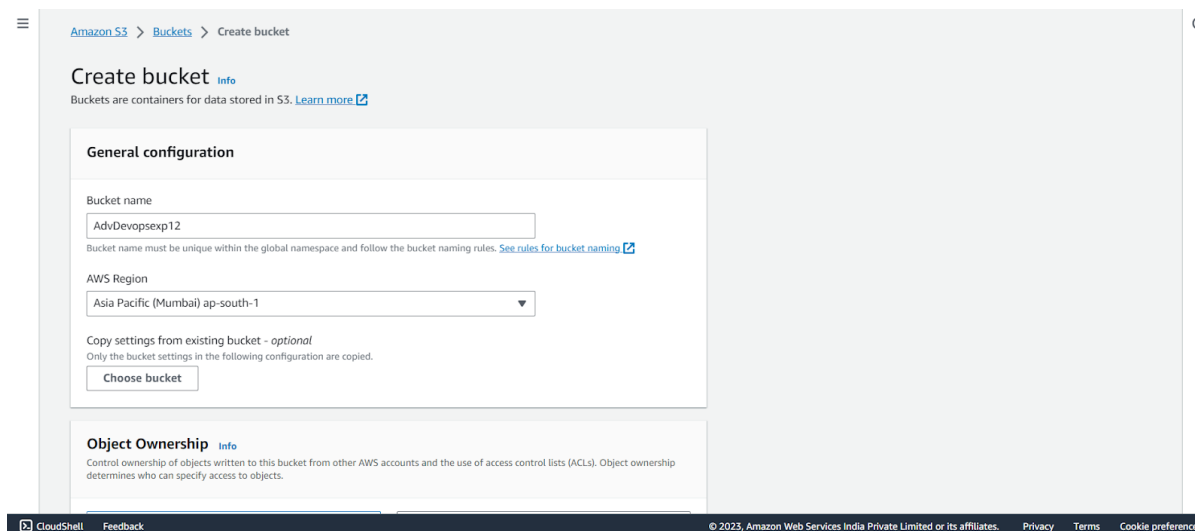 Amazon S3 > Buckets > Create bucket
Create bucket Info
Buckets are containers for data stored in S3. Learn more
General configuration
Bucket name
AdvDevopsexp12
Bucket name must be unique within the global namespace and follow the bucket naming rules. See rules for bucket naming
AWS Region
Asia Pacific (Mumbai) ap-south-1
Copy settings from existing bucket - optional
Only the bucket settings in the following configuration are copied.
Choose bucket
Object Ownership Info
Control ownership of objects written to this bucket from other AWS accounts and the use of access control lists (ACLs). Object ownership
determines who can specify access to objects.
CloudShell Feedback © 2023, Amazon Web Services India Private Limited or its affiliates. Privacy Terms Cookie preference